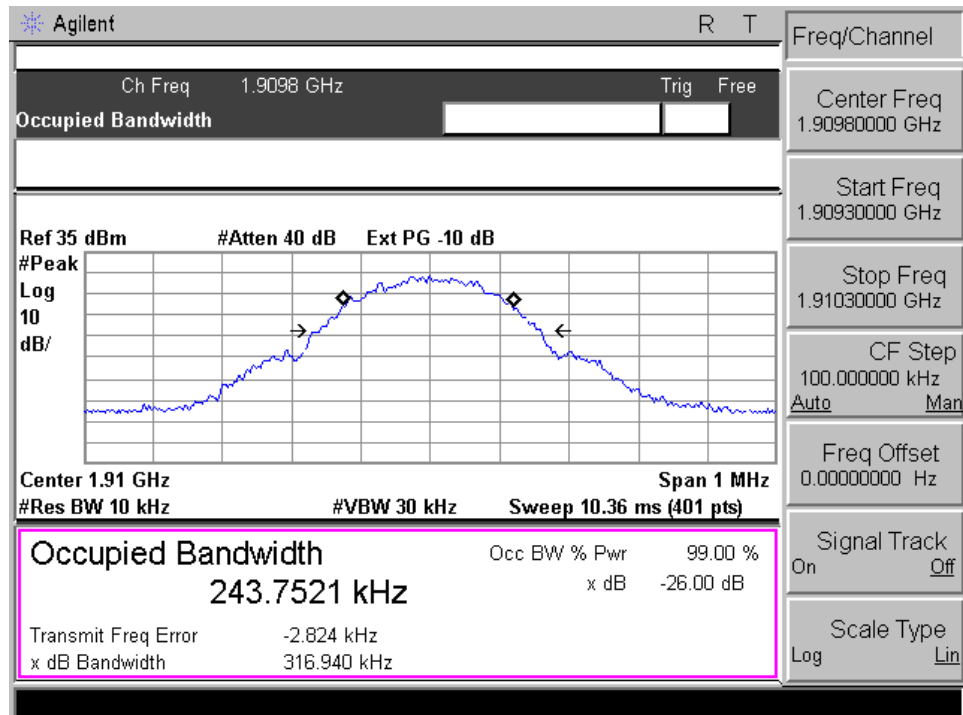 Agilent R T
Ch Freq 1.9098 GHz Trig Free
Occupied Bandwidth
Ref 35 dBm #Atten 40 dB Ext PG -10 dB
#Peak
Log
10
dB/
Center 1.91 GHz Span 1 MHz
#Res BW 10 kHz #VBW 30 kHz Sweep 10.36 ms (401 pts)
Occupied Bandwidth Occ BW % Pwr 99.00 %
243.7521 kHz x dB -26.00 dB
Transmit Freq Error -2.824 kHz
x dB Bandwidth 316.940 kHz
Freq/Channel
Center Freq
1.90980000 GHz
Start Freq
1.90930000 GHz
Stop Freq
1.91030000 GHz
CF Step
100.000000 kHz
Auto Man
Freq Offset
0.00000000 Hz
Signal Track
On Off
Scale Type
Log Lin